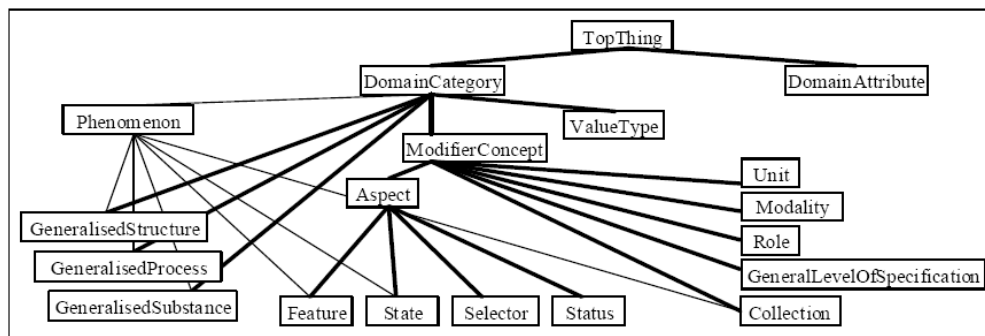 TopThing
DomainCategory
DomainAttribute
Phenomenon
ValueType
ModifierConcept
Unit
Aspect
Modality
GeneralisedStructure
Role
GeneralisedProcess
GeneralLevelOfSpecification
GeneralisedSubstance
Feature
State
Selector
Status
Collection